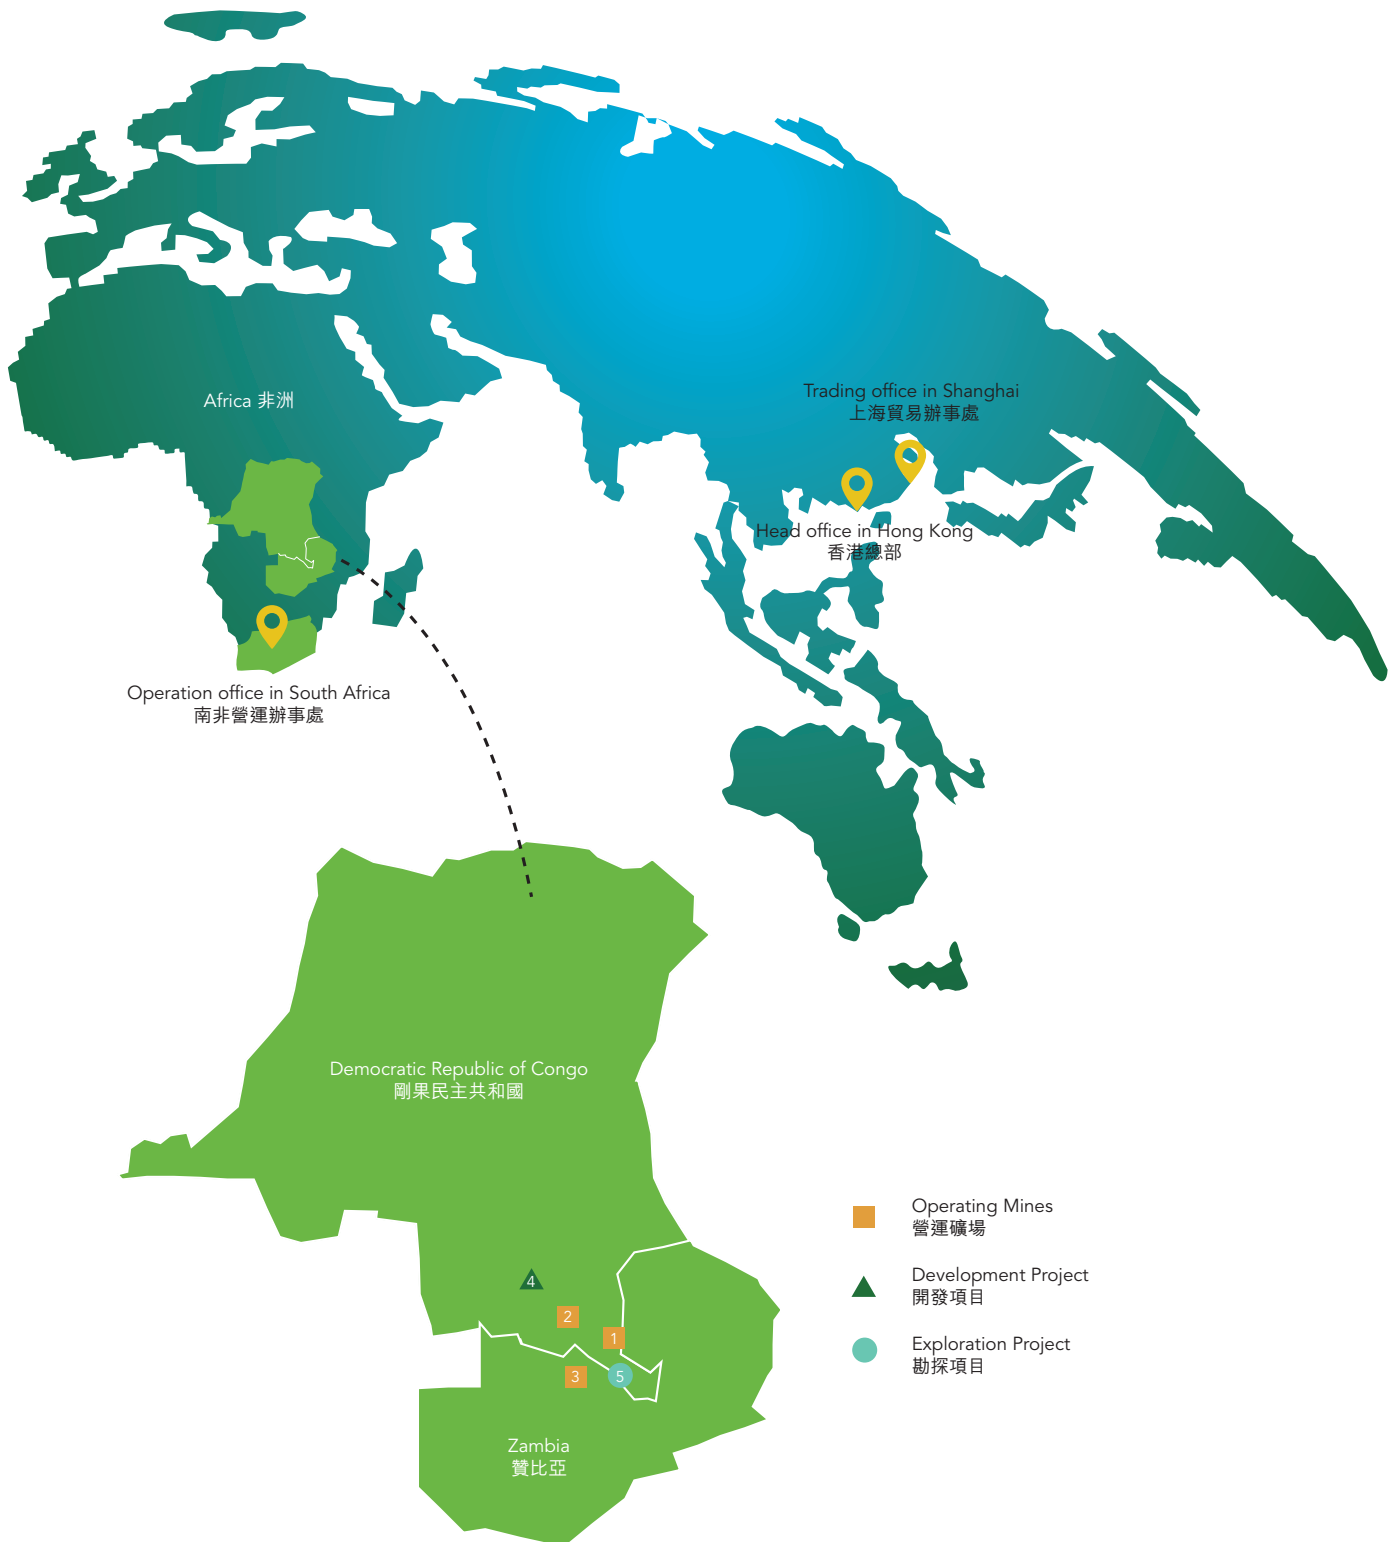 Africa 非洲
Trading office in Shanghai
上海貿易辦事處
Head office in Hong Kong
香港總部
Operation office in South Africa
南非營運辦事處
Democratic Republic of Congo
剛果民主共和國
Operating Mines
營運礦場
Development Project
開發項目
Exploration Project
勘探項目
4
2
1
3
5
Zambia
贊比亞